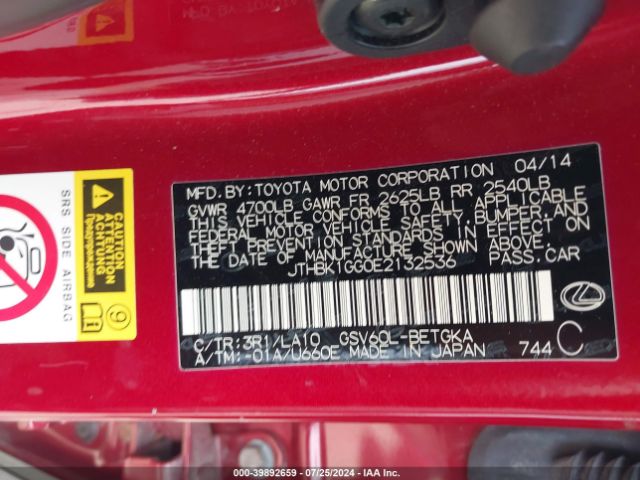 MFD. BY: TOYOTA MOTOR CORPORATION 04/14
GVWR 4700LB GAWR FR 2625LB RR 2540LB
THIS VEHICLE CONFORMS TO ALL APPLICABLE
FEDERAL MOTOR VEHICLE SAFETY, BUMPER, AND
THEFT PREVENTION STANDARDS IN EFFECT ON
THE DATE OF MANUFACTURE SHOWN ABOVE.
JTHBK1GG0E2132536 PASS.CAR
C/TR:3R1/LA10 GSV60L-BETGKA
A/TM:-01A/U660E MADE IN JAPAN 744 C
SRS SIDE AIRBAG
9
000-39892659 / 07/25/2024 - IAA Inc.